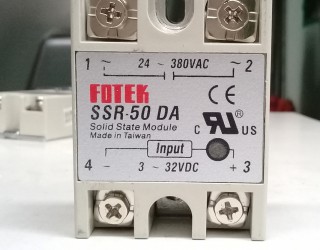 1 ~ 24 ~ 380VAC ~ 2
FOTEK
CE
SSR-50 DA
Solid State Module
Made in Taiwan
C UR ® US
Input
4 - 3 ~ 32VDC + 3